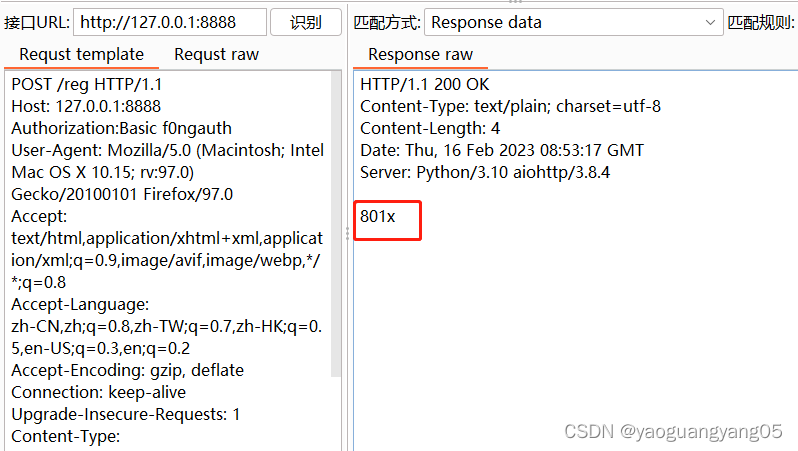 接口URL: http://127.0.0.1:8888 识别 匹配方式: Response data 匹配规则:
Requst template Requst raw
POST /reg HTTP/1.1
Host: 127.0.0.1:8888
Authorization:Basic f0ngauth
User-Agent: Mozilla/5.0 (Macintosh; Intel
Mac OS X 10.15; rv:97.0)
Gecko/20100101 Firefox/97.0
Accept:
text/html,application/xhtml+xml,applicat
ion/xml;q=0.9,image/avif,image/webp,*/
*;q=0.8
Accept-Language:
zh-CN,zh;q=0.8,zh-TW;q=0.7,zh-HK;q=0.
5,en-US;q=0.3,en;q=0.2
Accept-Encoding: gzip, deflate
Connection: keep-alive
Upgrade-Insecure-Requests: 1
Content-Type:
Response raw
HTTP/1.1 200 OK
Content-Type: text/plain; charset=utf-8
Content-Length: 4
Date: Thu, 16 Feb 2023 08:53:17 GMT
Server: Python/3.10 aiohttp/3.8.4
801x
CSDN @yaoguangyang05